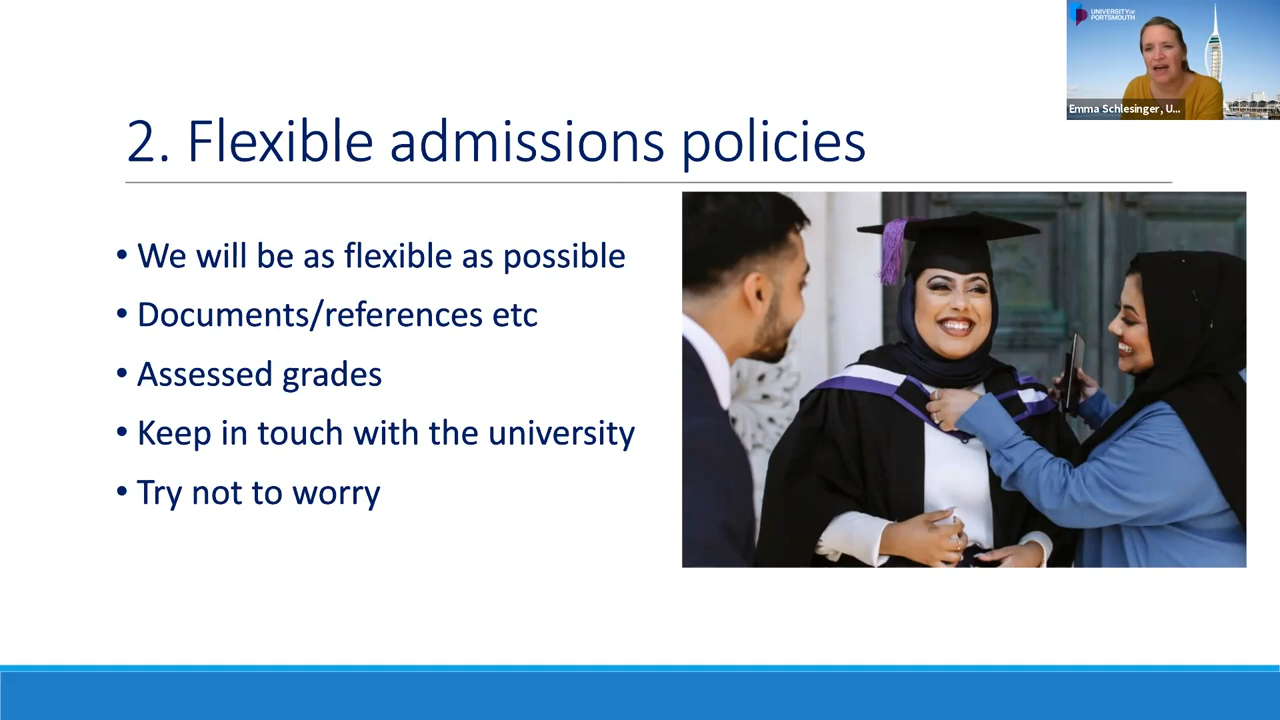 UNIVERSITY OF
PORTSMOUTH
Emma Schlesinger, U...
2. Flexible admissions policies
• We will be as flexible as possible
• Documents/references etc
• Assessed grades
• Keep in touch with the university
• Try not to worry